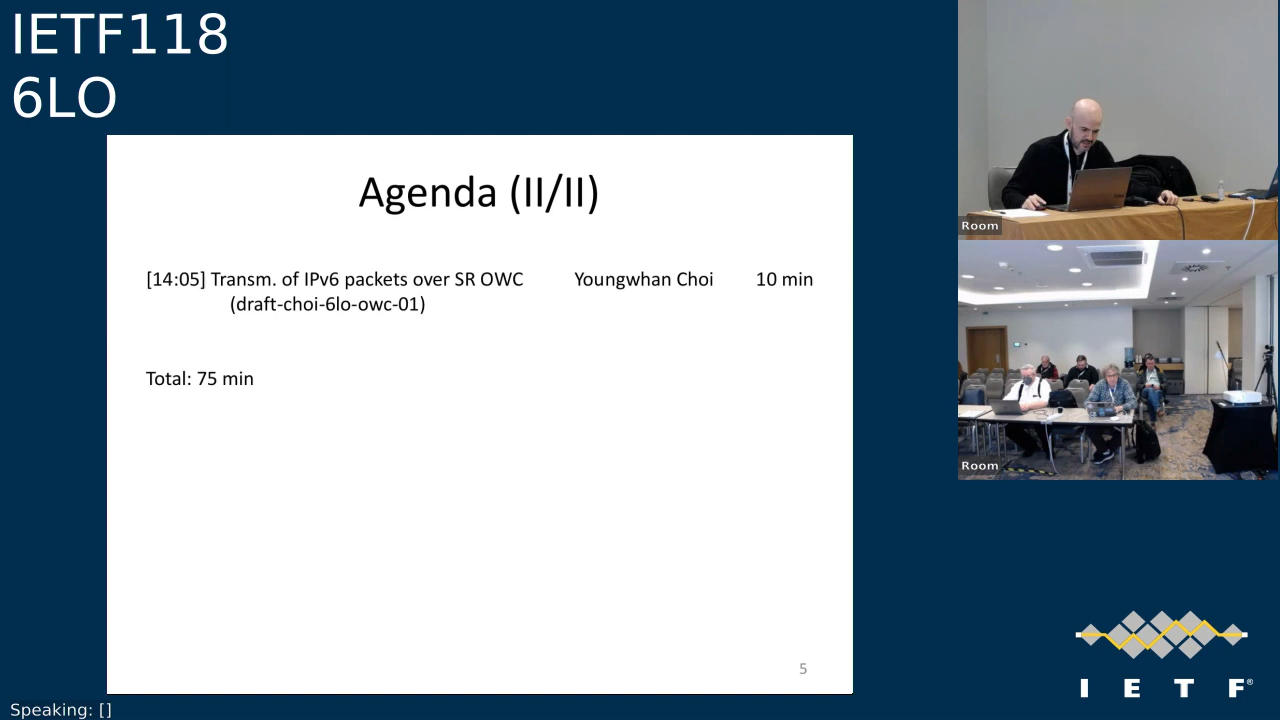 IETF118
6LO
Agenda (II/II)
[14:05] Transm. of IPv6 packets over SR OWC Youngwhan Choi 10 min
(draft-choi-6lo-owc-01)
Total: 75 min
5
Room
Room
I E T F®
Speaking: []